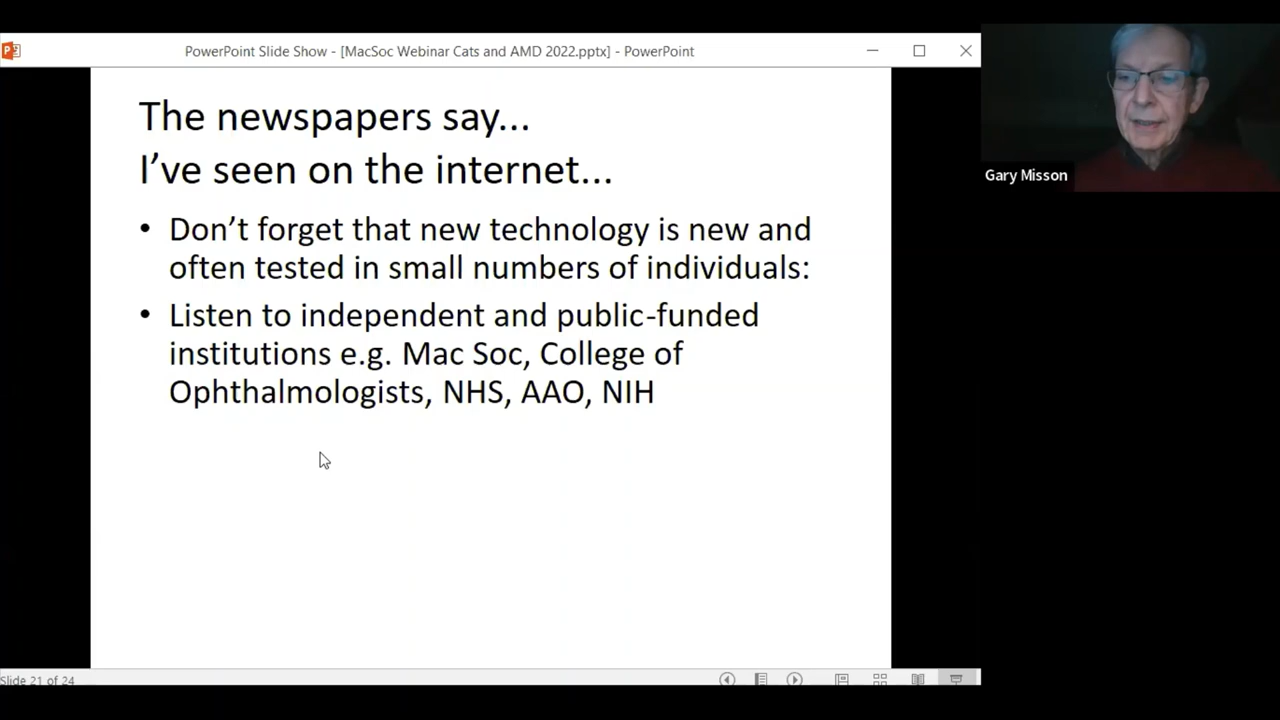 PowerPoint Slide Show - [MacSoc Webinar Cats and AMD 2022.pptx] - PowerPoint
Gary Misson
The newspapers say...
I’ve seen on the internet...
• Don’t forget that new technology is new and
often tested in small numbers of individuals:
• Listen to independent and public-funded
institutions e.g. Mac Soc, College of
Ophthalmologists, NHS, AAO, NIH
Slide 21 of 24